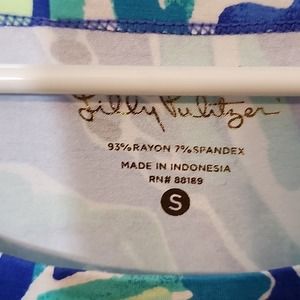 Lilly Pulitzer
93% RAYON 7% SPANDEX
MADE IN INDONESIA
RN# 88189
S